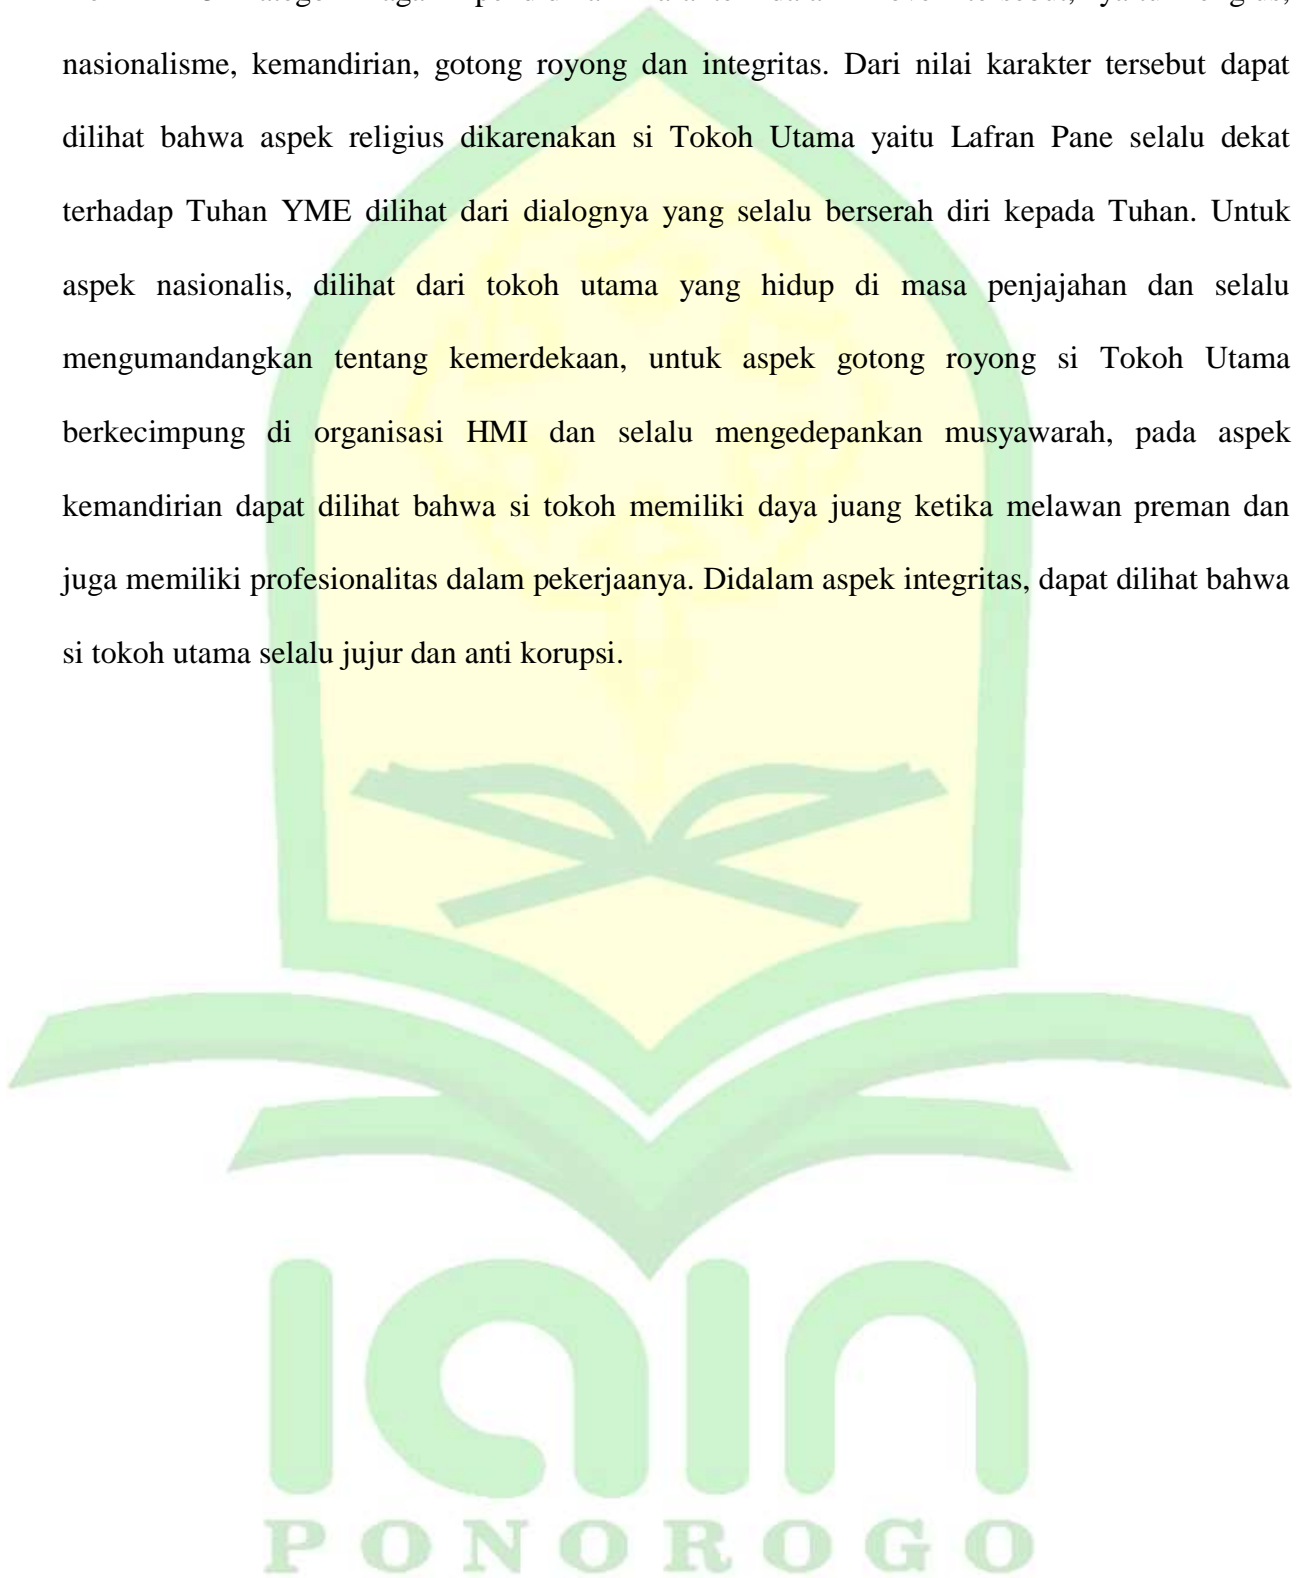 nasionalisme, kemandirian, gotong royong dan integritas. Dari nilai karakter tersebut dapat
dilihat bahwa aspek religius dikarenakan si Tokoh Utama yaitu Lafran Pane selalu dekat
terhadap Tuhan YME dilihat dari dialognya yang selalu berserah diri kepada Tuhan. Untuk
aspek nasionalis, dilihat dari tokoh utama yang hidup di masa penjajahan dan selalu
mengumandangkan tentang kemerdekaan, untuk aspek gotong royong si Tokoh Utama
berkecimpung di organisasi HMI dan selalu mengedepankan musyawarah, pada aspek
kemandirian dapat dilihat bahwa si tokoh memiliki daya juang ketika melawan preman dan
juga memiliki profesionalitas dalam pekerjaanya. Didalam aspek integritas, dapat dilihat bahwa
si tokoh utama selalu jujur dan anti korupsi.
iain
PONOROGO